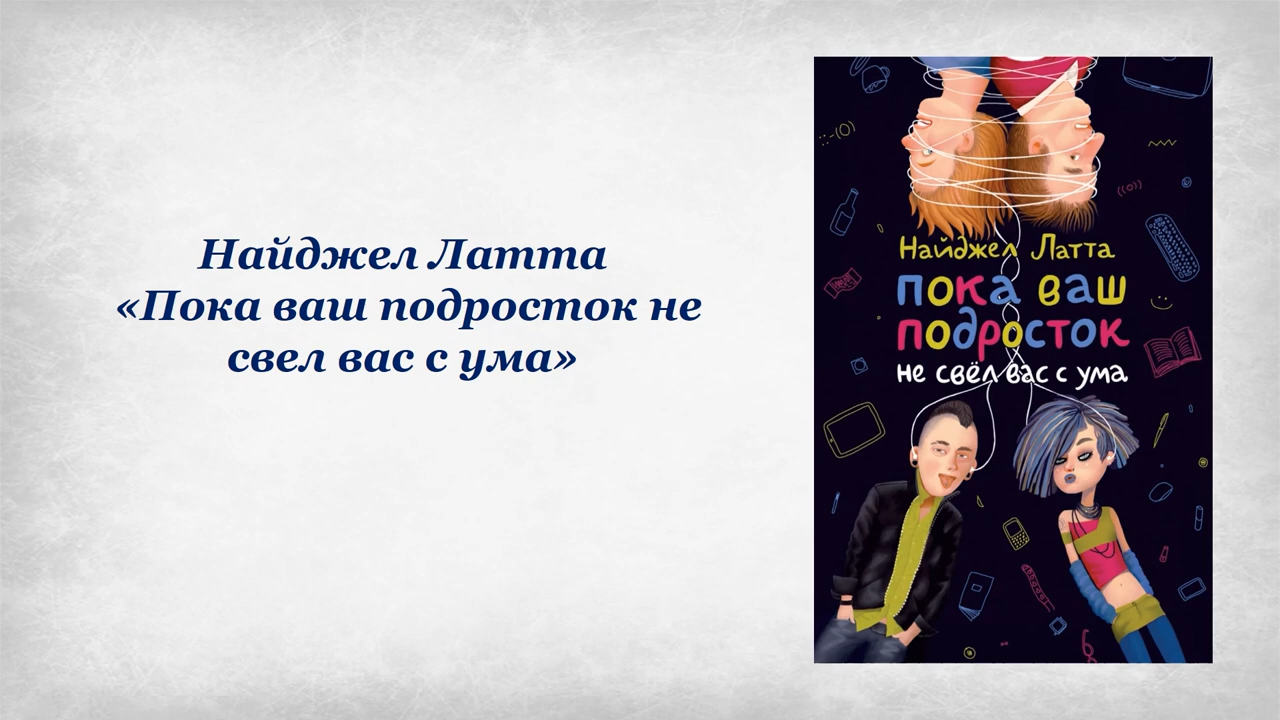 Найджел Латта
«Пока ваш подросток не
свел вас с ума»
Найджел Латта
пока ваш
подросток
не свёл вас с ума
::-(О)
((о))